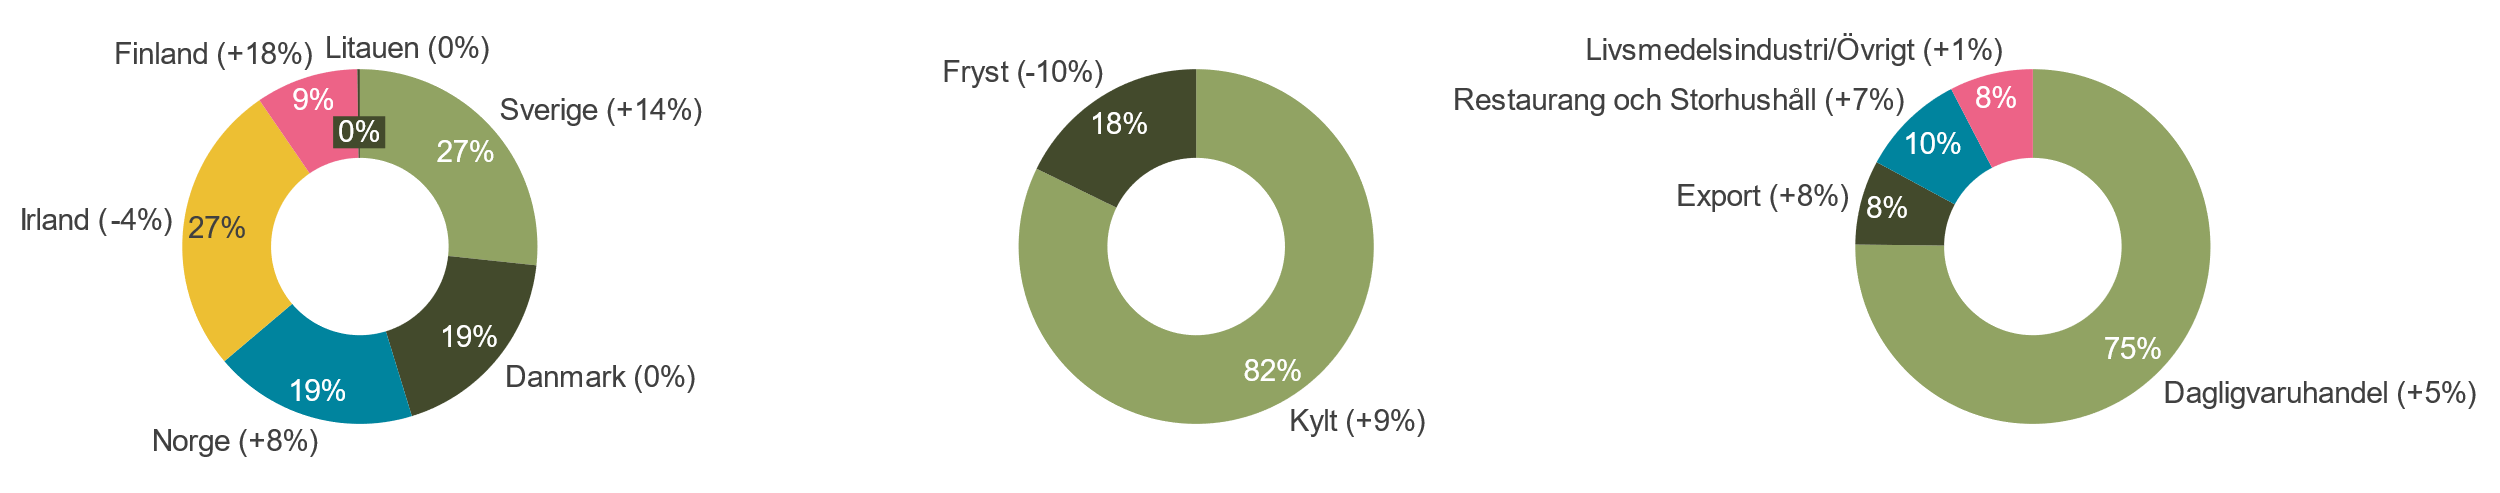 Finland (+18%)
Litauen (0%)
9%
0%
Sverige (+14%)
27%
Irland (-4%)
27%
19%
Danmark (0%)
19%
Norge (+8%)
Fryst (-10%)
18%
82%
Kylt (+9%)
Livsmedelsindustri/Övrigt (+1%)
8%
Restaurang och Storhushåll (+7%)
10%
Export (+8%)
8%
75%
Dagligvaruhandel (+5%)